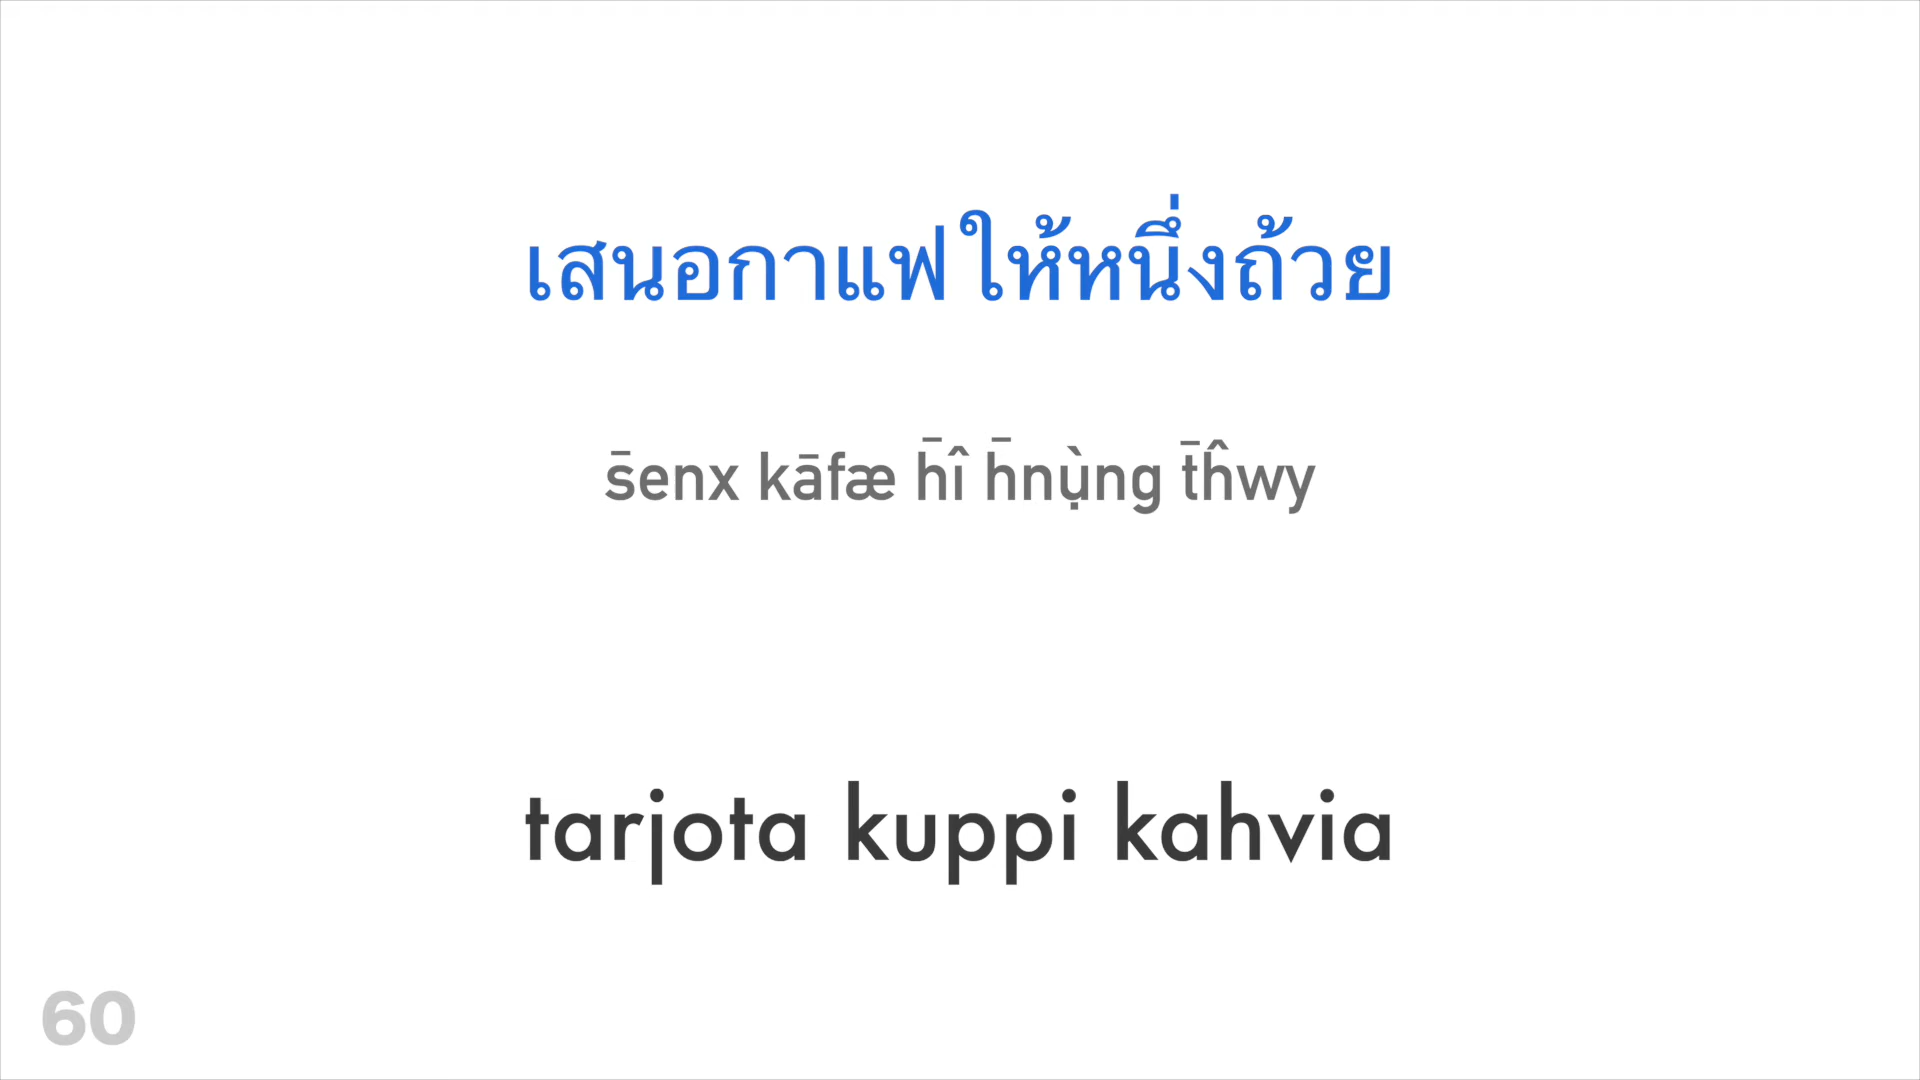 เสนอกาแฟให้หนึ่งถ้วย
s̄enx kāfæ h̄ı̂ h̄nụ̀ng t̄ĥwy
tarjota kuppi kahvia
60